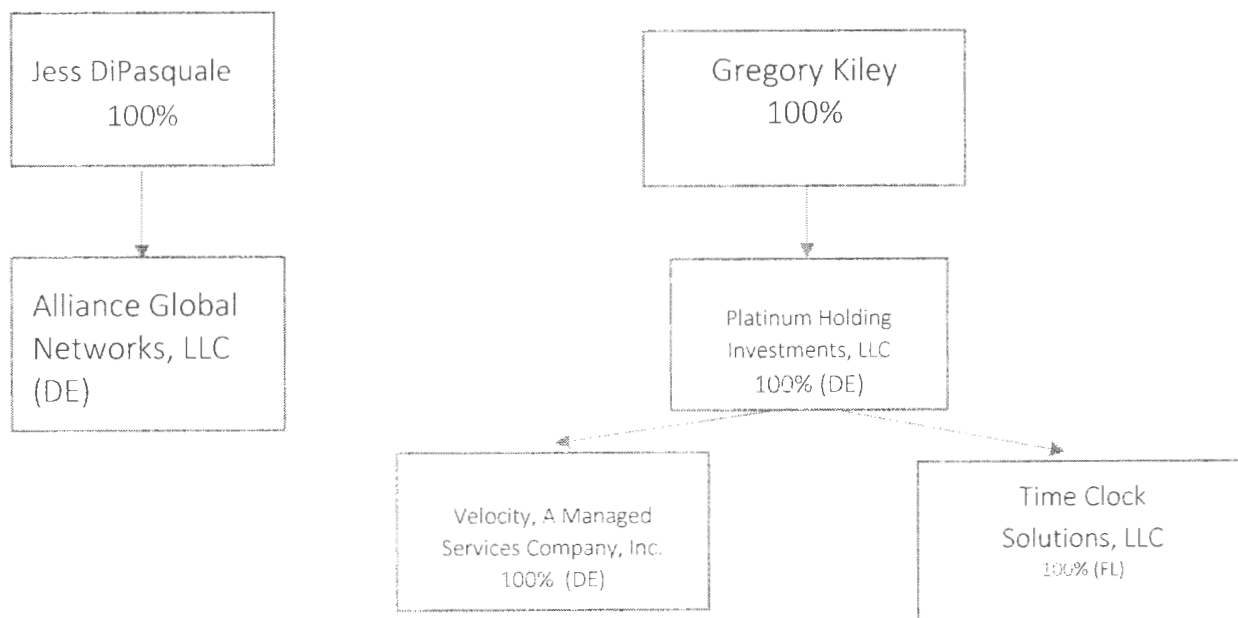 Jess DiPasquale
100%
Gregory Kiley
100%
Alliance Global
Networks, LLC
(DE)
Platinum Holding
Investments, LLC
100% (DE)
Velocity, A Managed
Services Company, Inc.
100% (DE)
Time Clock
Solutions, LLC
100% (FL)